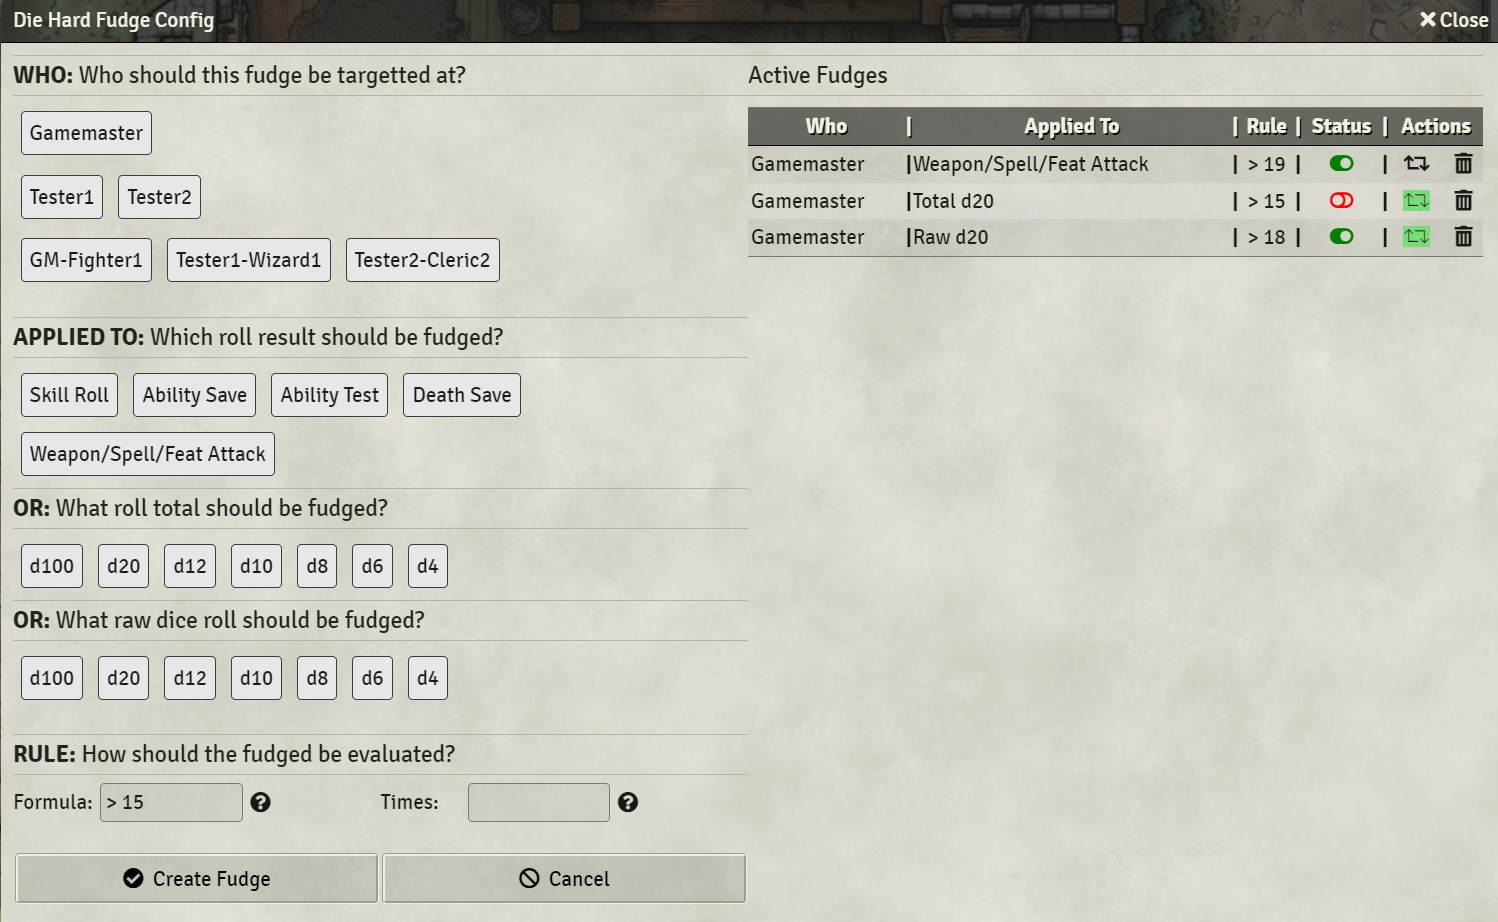 Die Hard Fudge Config
Close
WHO: Who should this fudge be targetted at?
Gamemaster
Tester1 Tester2
GM-Fighter1 Tester1-Wizard1 Tester2-Cleric2
APPLIED TO: Which roll result should be fudged?
Skill Roll Ability Save Ability Test Death Save
Weapon/Spell/Feat Attack
OR: What roll total should be fudged?
d100 d20 d12 d10 d8 d6 d4
OR: What raw dice roll should be fudged?
d100 d20 d12 d10 d8 d6 d4
RULE: How should the fudged be evaluated?
Formula: > 15 Times:
Create Fudge Cancel
Active Fudges
Who | Applied To | Rule | Status | Actions
Gamemaster |Weapon/Spell/Feat Attack | > 19 | |
Gamemaster |Total d20 | > 15 | |
Gamemaster |Raw d20 | > 18 | |